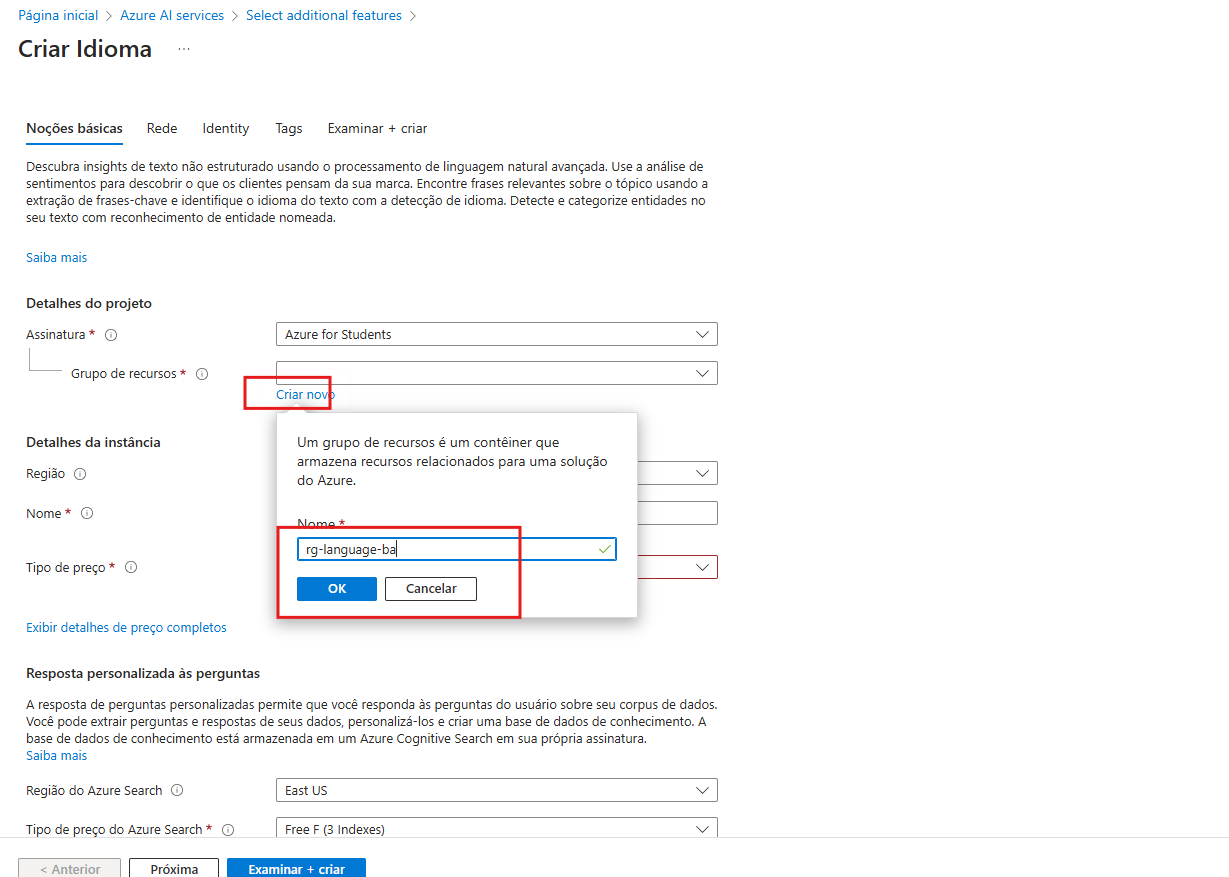 Página inicial > Azure AI services > Select additional features >
Criar Idioma ...
Noções básicas Rede Identity Tags Examinar + criar
Descubra insights de texto não estruturado usando o processamento de linguagem natural avançada. Use a análise de
sentimentos para descobrir o que os clientes pensam da sua marca. Encontre frases relevantes sobre o tópico usando a
extração de frases-chave e identifique o idioma do texto com a detecção de idioma. Detecte e categorize entidades no
seu texto com reconhecimento de entidade nomeada.
Saiba mais
Detalhes do projeto
Assinatura * Azure for Students
Grupo de recursos *
Criar novo
Um grupo de recursos é um contêiner que
armazena recursos relacionados para uma solução
do Azure.
Nome *
rg-language-ba
OK Cancelar
Detalhes da instância
Região
Nome *
Tipo de preço *
Exibir detalhes de preço completos
Resposta personalizada às perguntas
A resposta de perguntas personalizadas permite que você responda às perguntas do usuário sobre seu corpus de dados.
Você pode extrair perguntas e respostas de seus dados, personalizá-los e criar uma base de dados de conhecimento. A
base de dados de conhecimento está armazenada em um Azure Cognitive Search em sua própria assinatura.
Saiba mais
Região do Azure Search East US
Tipo de preço do Azure Search * Free F (3 Indexes)
< Anterior Próxima Examinar + criar